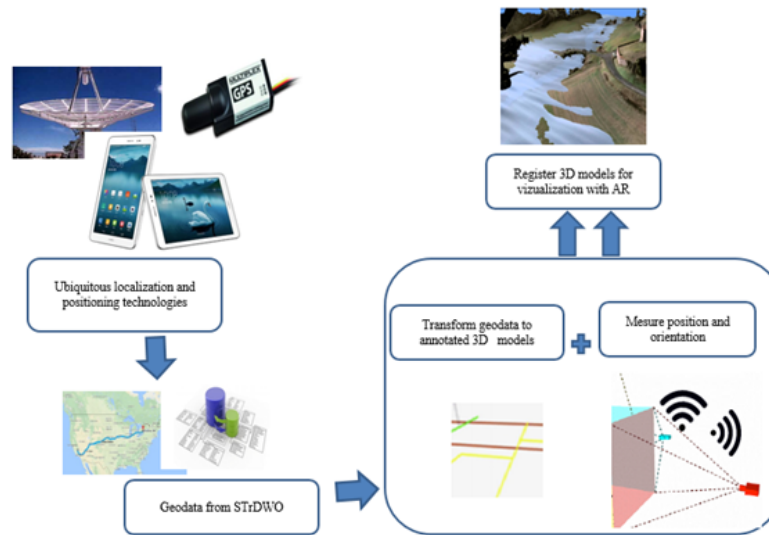 MULTIPLEX
GPS
Ubiquitous localization and
positioning technologies
Geodata from STrDWO
Register 3D models for
vizualization with AR
Transform geodata to
annotated 3D models
Mesure position and
orientation